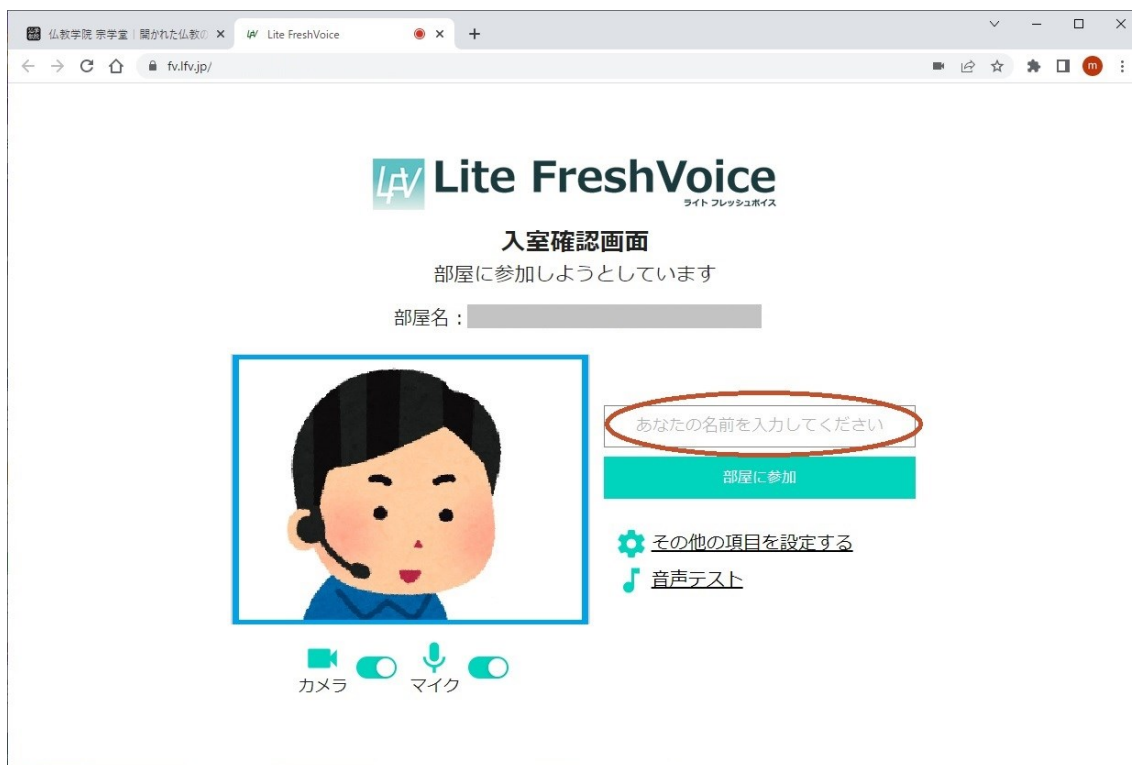 仏教学院 宗学堂｜開かれた仏教の
Lite FreshVoice
fv.lfv.jp/
m
LFV Lite FreshVoice
ライト フレッシュボイス
入室確認画面
部屋に参加しようとしています
部屋名：
あなたの名前を入力してください
部屋に参加
その他の項目を設定する
音声テスト
カメラ
マイク